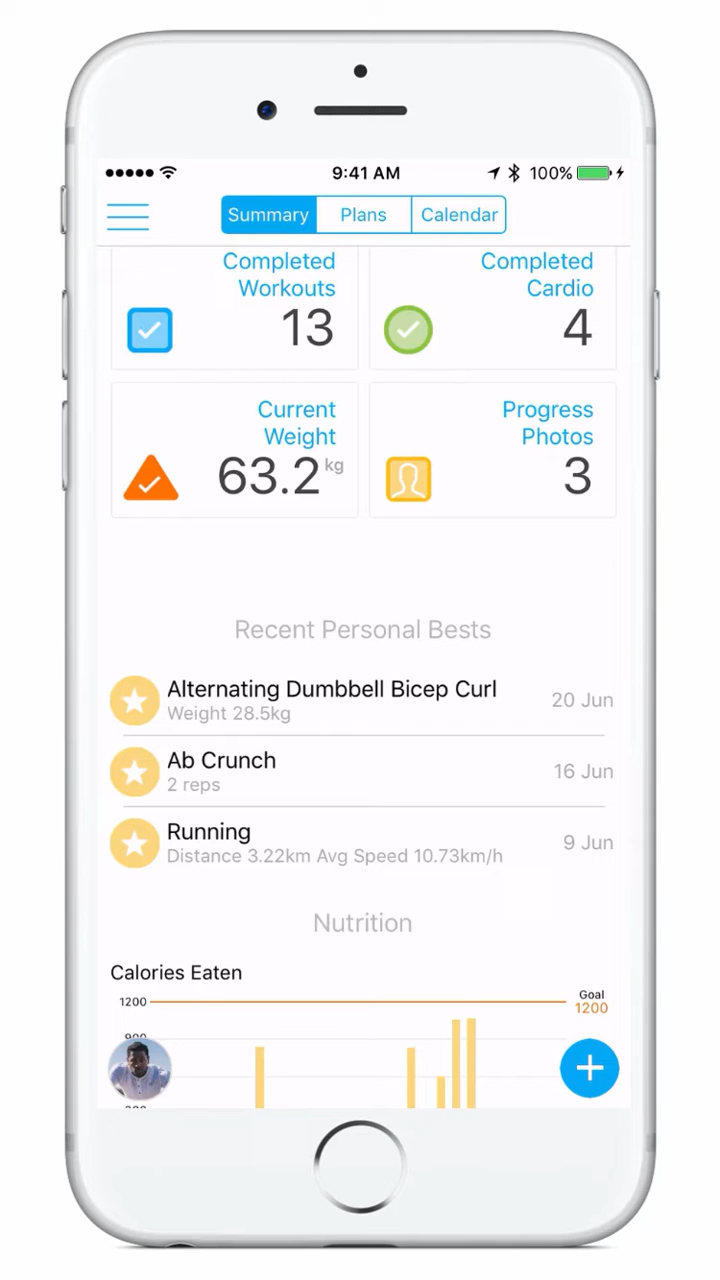 9:41 AM 100%
Summary Plans Calendar
Completed Workouts
13
Completed Cardio
4
Current Weight
63.2 kg
Progress Photos
3
Recent Personal Bests
Alternating Dumbbell Bicep Curl
Weight 28.5kg
20 Jun
Ab Crunch
2 reps
16 Jun
Running
Distance 3.22km Avg Speed 10.73km/h
9 Jun
Nutrition
Calories Eaten
1200
Goal
1200